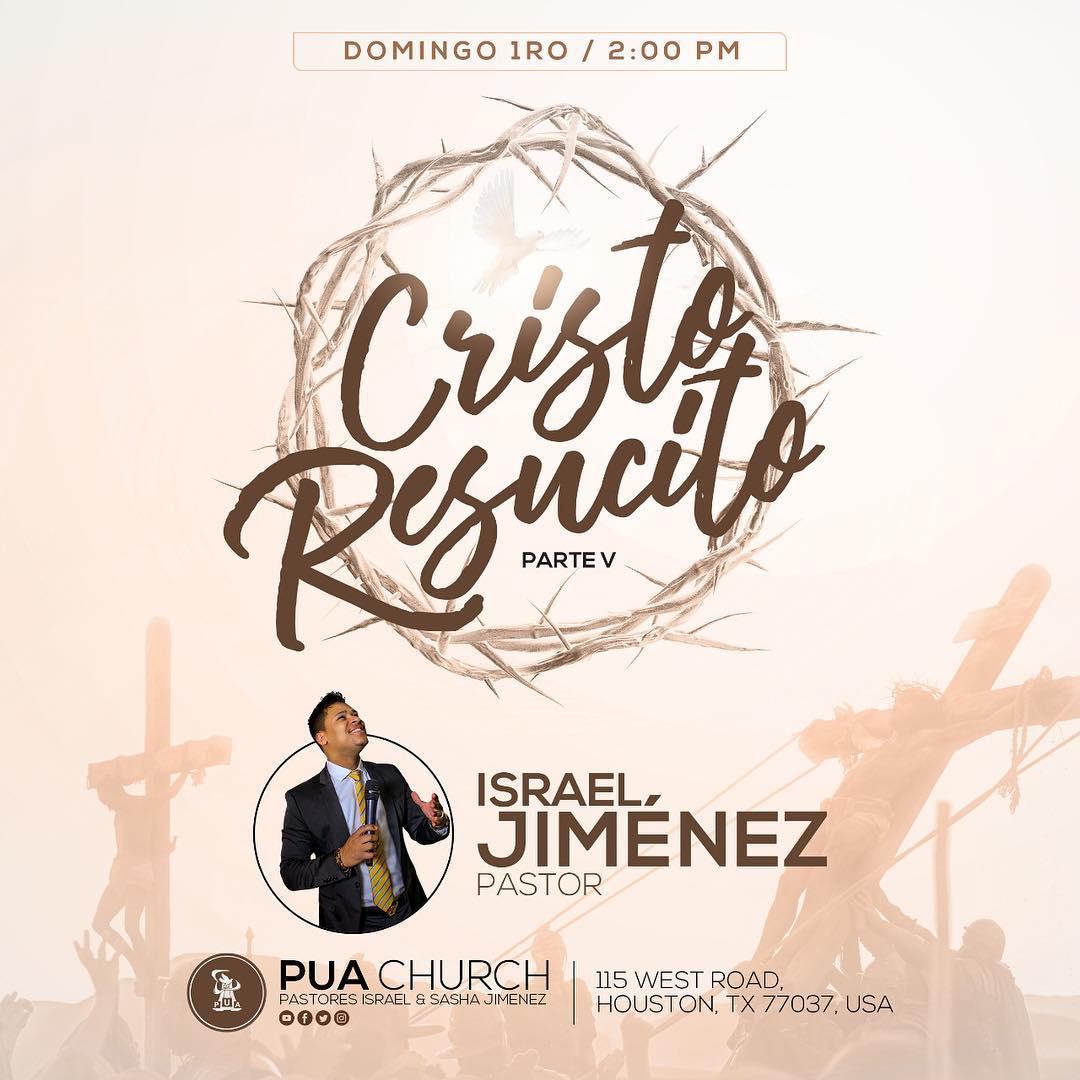 DOMINGO 1RO / 2:00 PM
Cristo
Resucito
PARTE V
ISRAEL
JIMÉNEZ
PASTOR
PUA
PUA CHURCH
PASTORES ISRAEL & SASHA JIMENEZ
115 WEST ROAD,
HOUSTON, TX 77037, USA